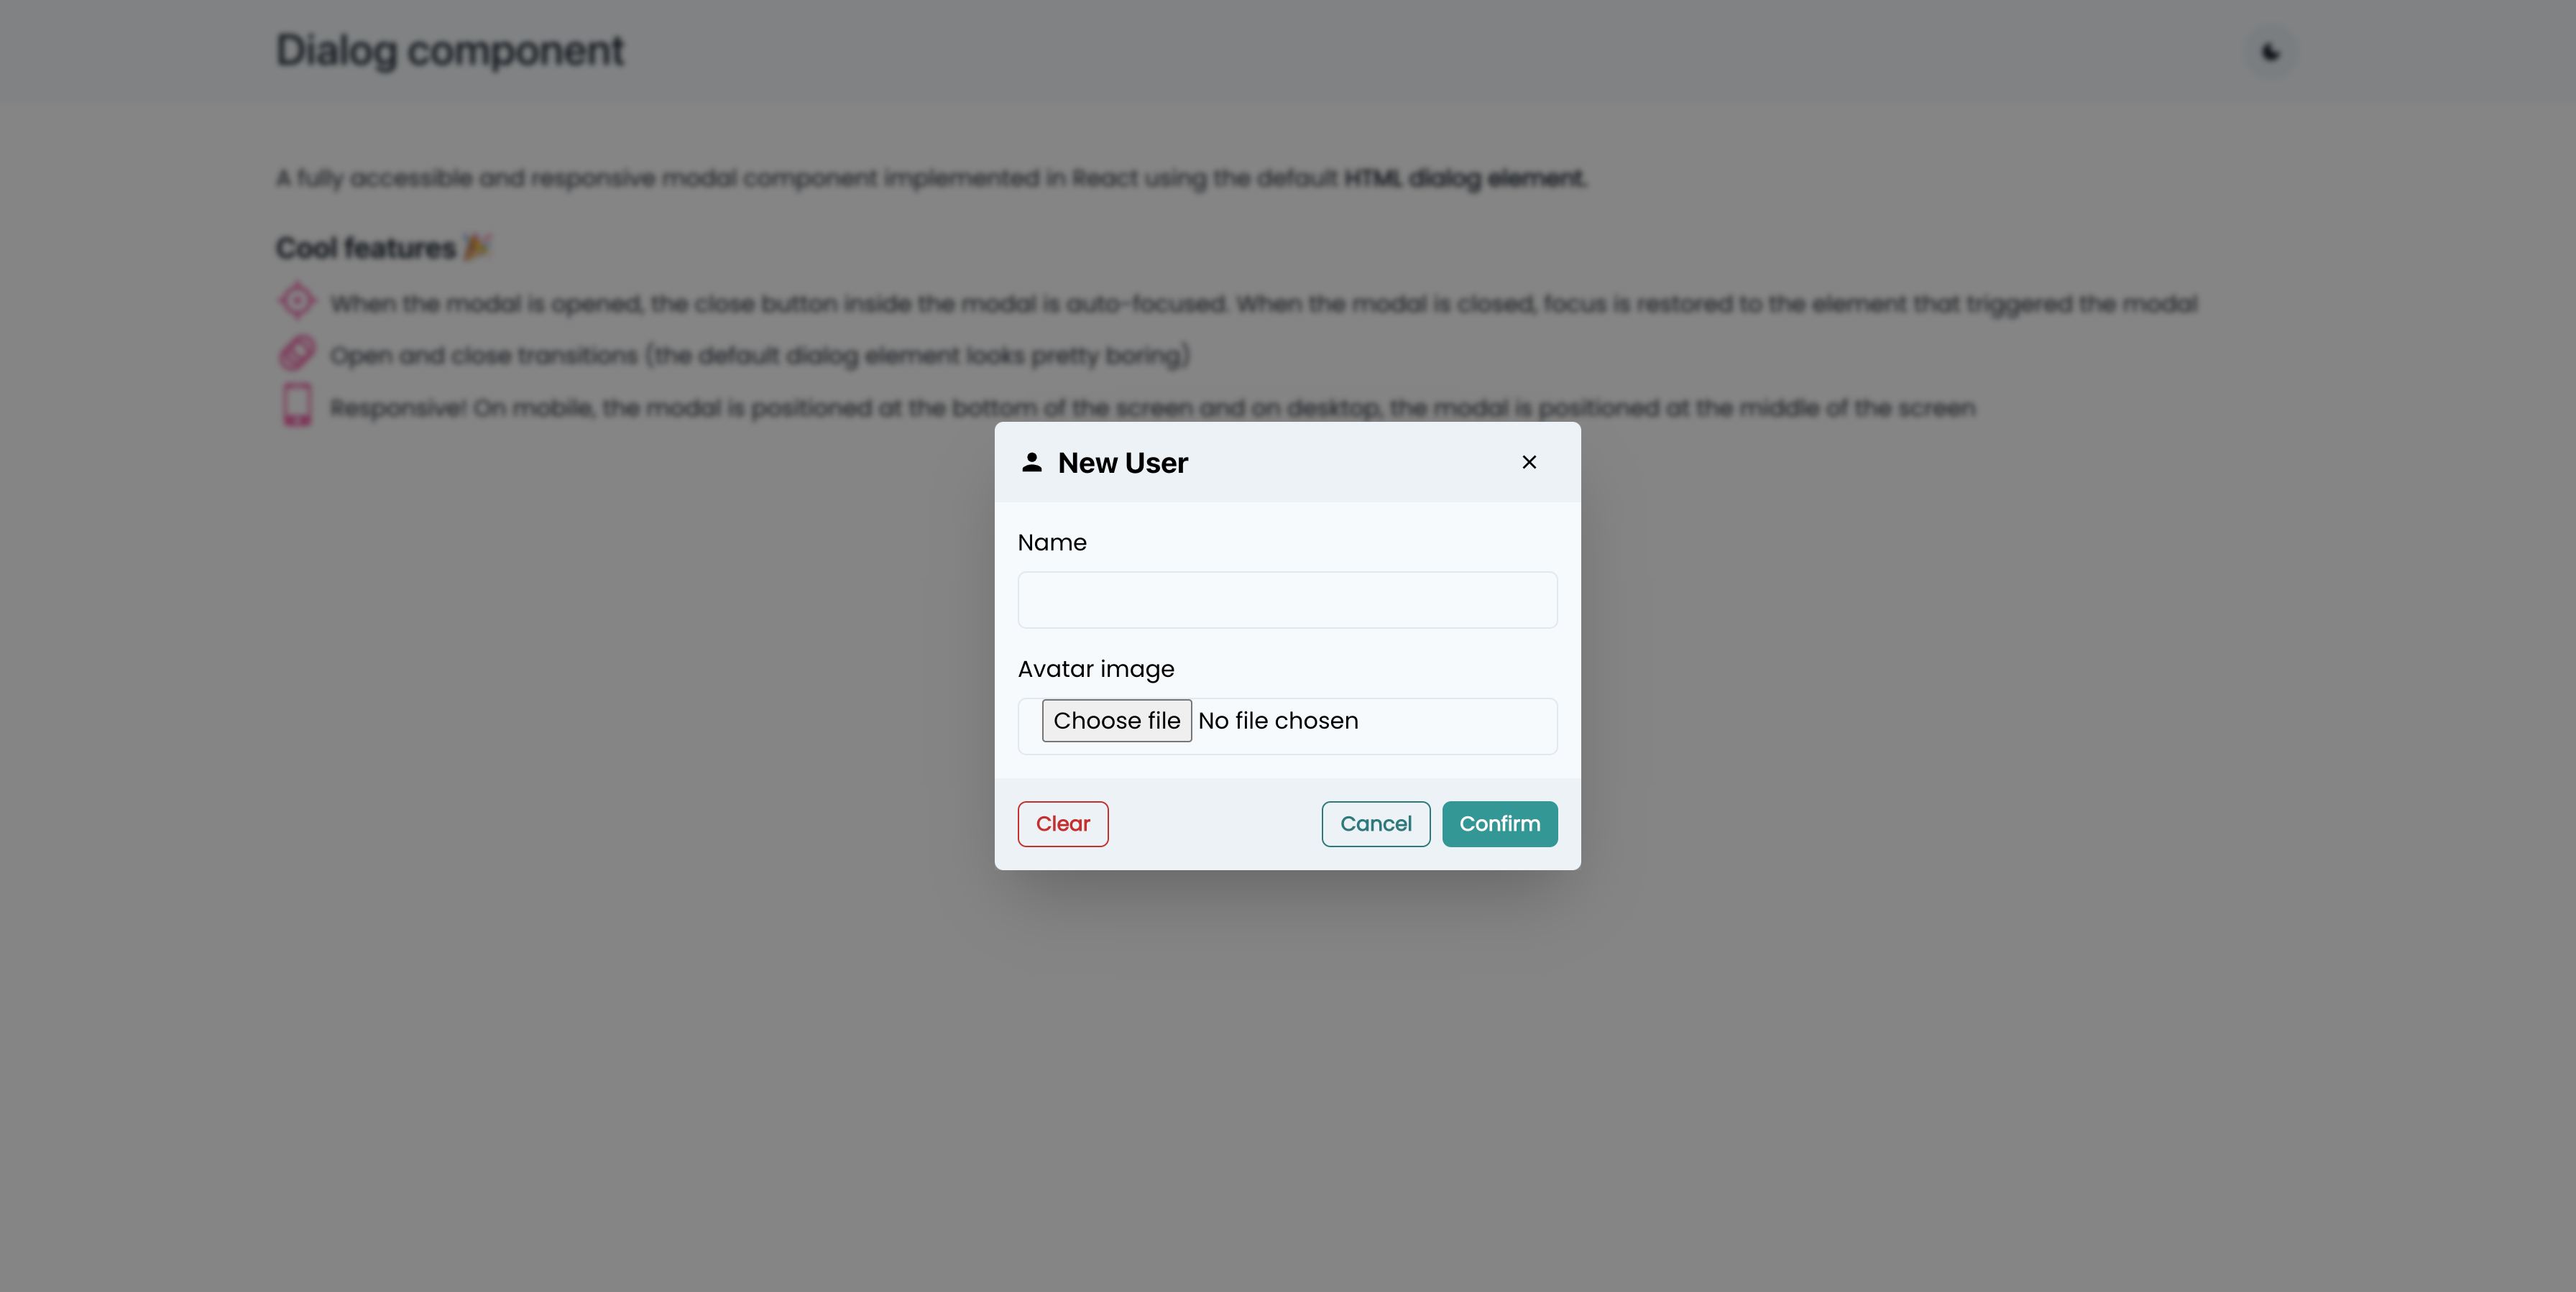 Dialog component
A fully accessible and responsive modal component implemented in React using the default HTML dialog element.
Cool features 🎉
When the modal is opened, the close button inside the modal is auto-focused. When the modal is closed, focus is restored to the element that triggered the modal
Open and close transitions (the default dialog element looks pretty boring)
Responsive! On mobile, the modal is positioned at the bottom of the screen and on desktop, the modal is positioned at the middle of the screen
New User
Name
Avatar image
Choose file No file chosen
Clear Cancel Confirm